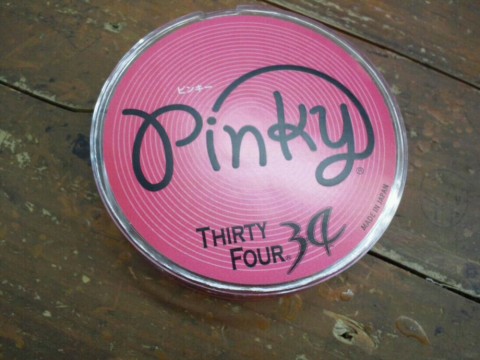 ピンキー
Pinky®
THIRTY
FOUR® 34
MADE IN JAPAN